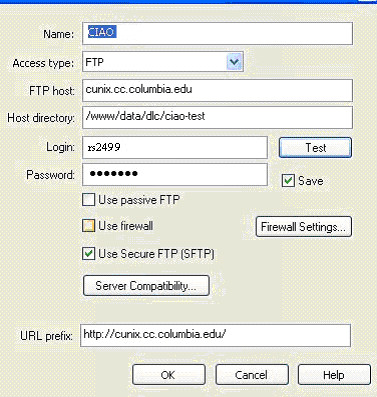 Name: CIAO
Access type: FTP
FTP host: cunix.cc.columbia.edu
Host directory: /www/data/dlc/ciao-test
Login: rs2499 Test
Password: ●●●●●●● Save
Use passive FTP
Use firewall Firewall Settings...
Use Secure FTP (SFTP)
Server Compatibility...
URL prefix: http://cunix.cc.columbia.edu/
OK Cancel Help